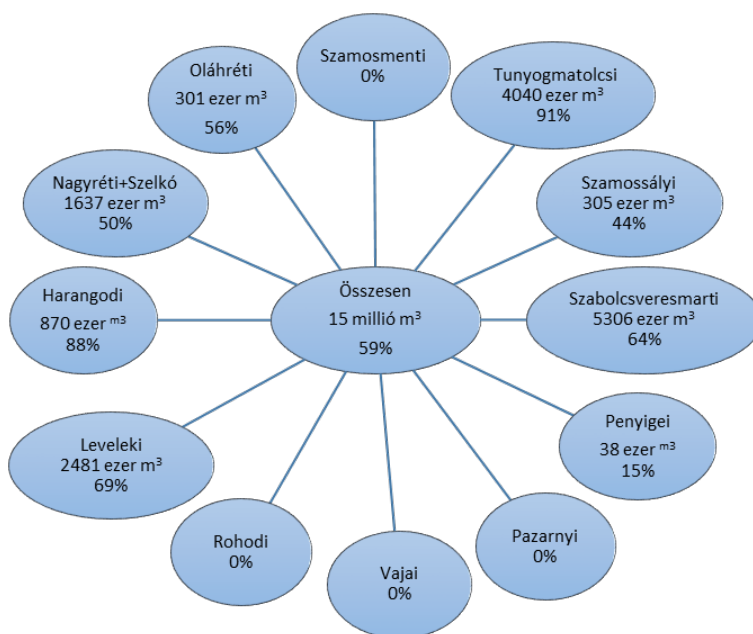 Szamosmenti
0%
Oláhréti
301 ezer m³
56%
Tunyogmatolcsi
4040 ezer m³
91%
Nagyréti+Szelkó
1637 ezer m³
50%
Szamossályi
305 ezer m³
44%
Harangodi
870 ezer ᵐ³
88%
Összesen
15 millió m³
59%
Szabolcsveresmarti
5306 ezer m³
64%
Leveleki
2481 ezer m³
69%
Penyigei
38 ezer ᵐ³
15%
Rohodi
0%
Vajai
0%
Pazarnyi
0%